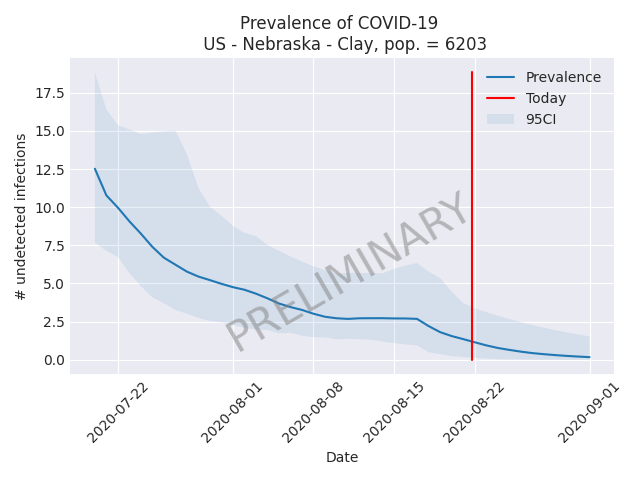 Prevalence of COVID-19
US - Nebraska - Clay, pop. = 6203
Prevalence
Today
95CI
17.5
15.0
12.5
10.0
7.5
5.0
2.5
0.0
# undetected infections
PRELIMINARY
2020-07-22
2020-08-01
2020-08-08
2020-08-15
2020-08-22
2020-09-01
Date